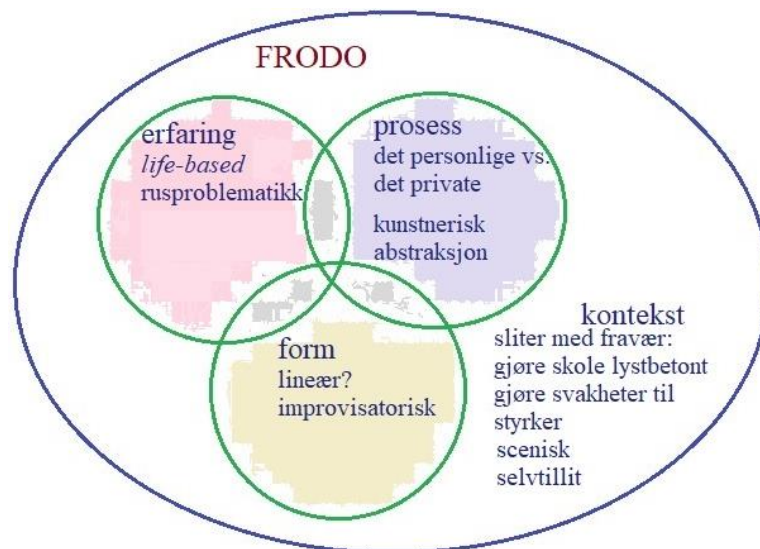 FRODO
erfaring
life-based
rusproblematikk
prosess
det personlige vs.
det private
kunstnerisk
abstraksjon
form
lineær?
improvisatorisk
kontekst
sliter med fravær:
gjøre skole lystbetont
gjøre svakheter til
styrker
scenisk
selvtillit